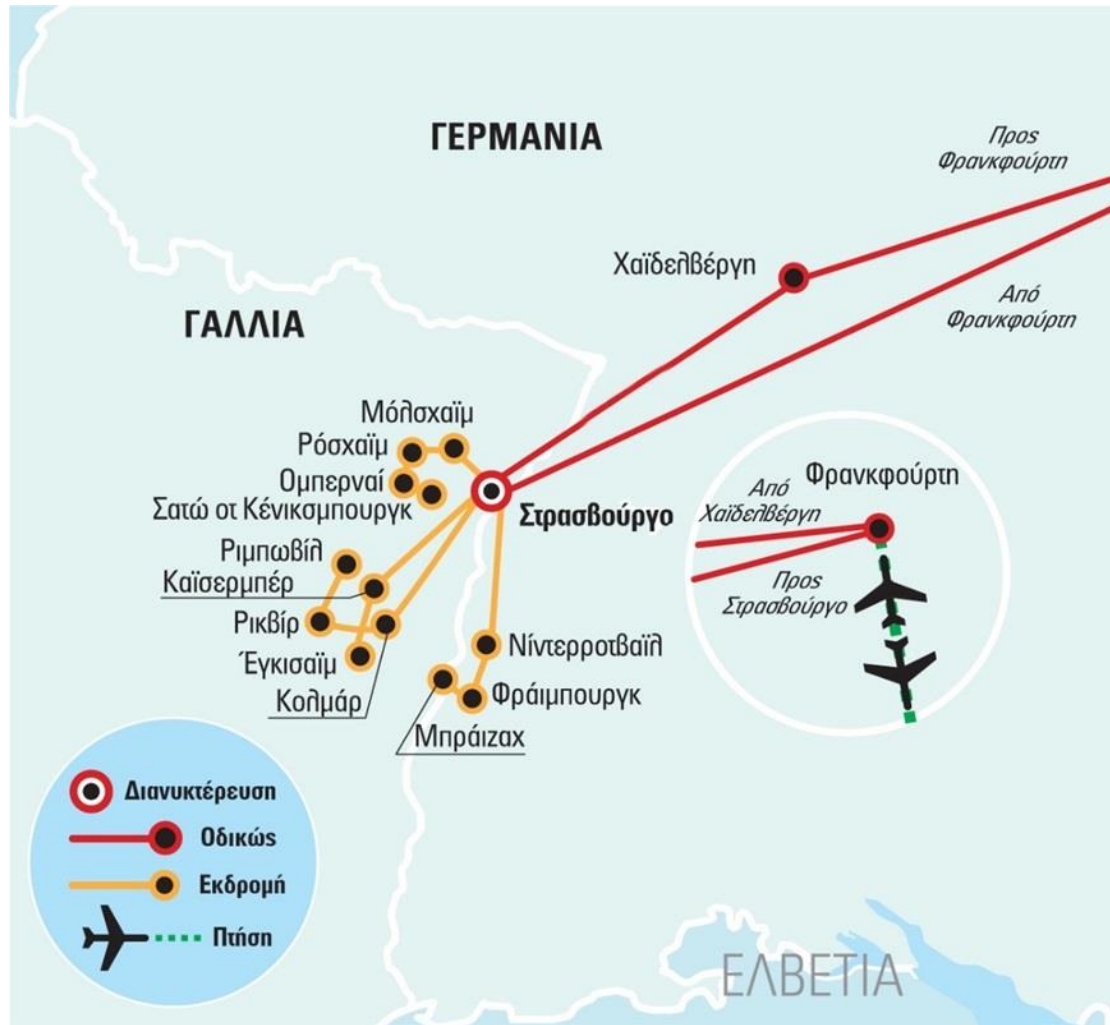 ΓΕΡΜΑΝΙΑ
Προς
Φρανκφούρτη
Χαϊδελβέργη
Από
Φρανκφούρτη
ΓΑΛΛΙΑ
Μόλσχαϊμ
Ρόσχαϊμ
Ομπερναί
Σατώ οτ Κένικσμπουργκ
Στρασβούργο
Φρανκφούρτη
Από
Χαϊδελβέργη
Προς
Στρασβούργο
Ριμπωβίλ
Καϊσερμπέρ
Ρικβίρ
Έγκισαϊμ
Κολμάρ
Νίντερροτβαϊλ
Φράιμπουργκ
Μπράιζαχ
Διανυκτέρευση
Οδικώς
Εκδρομή
Πτήση
ΕΛΒΕΤΙΑ